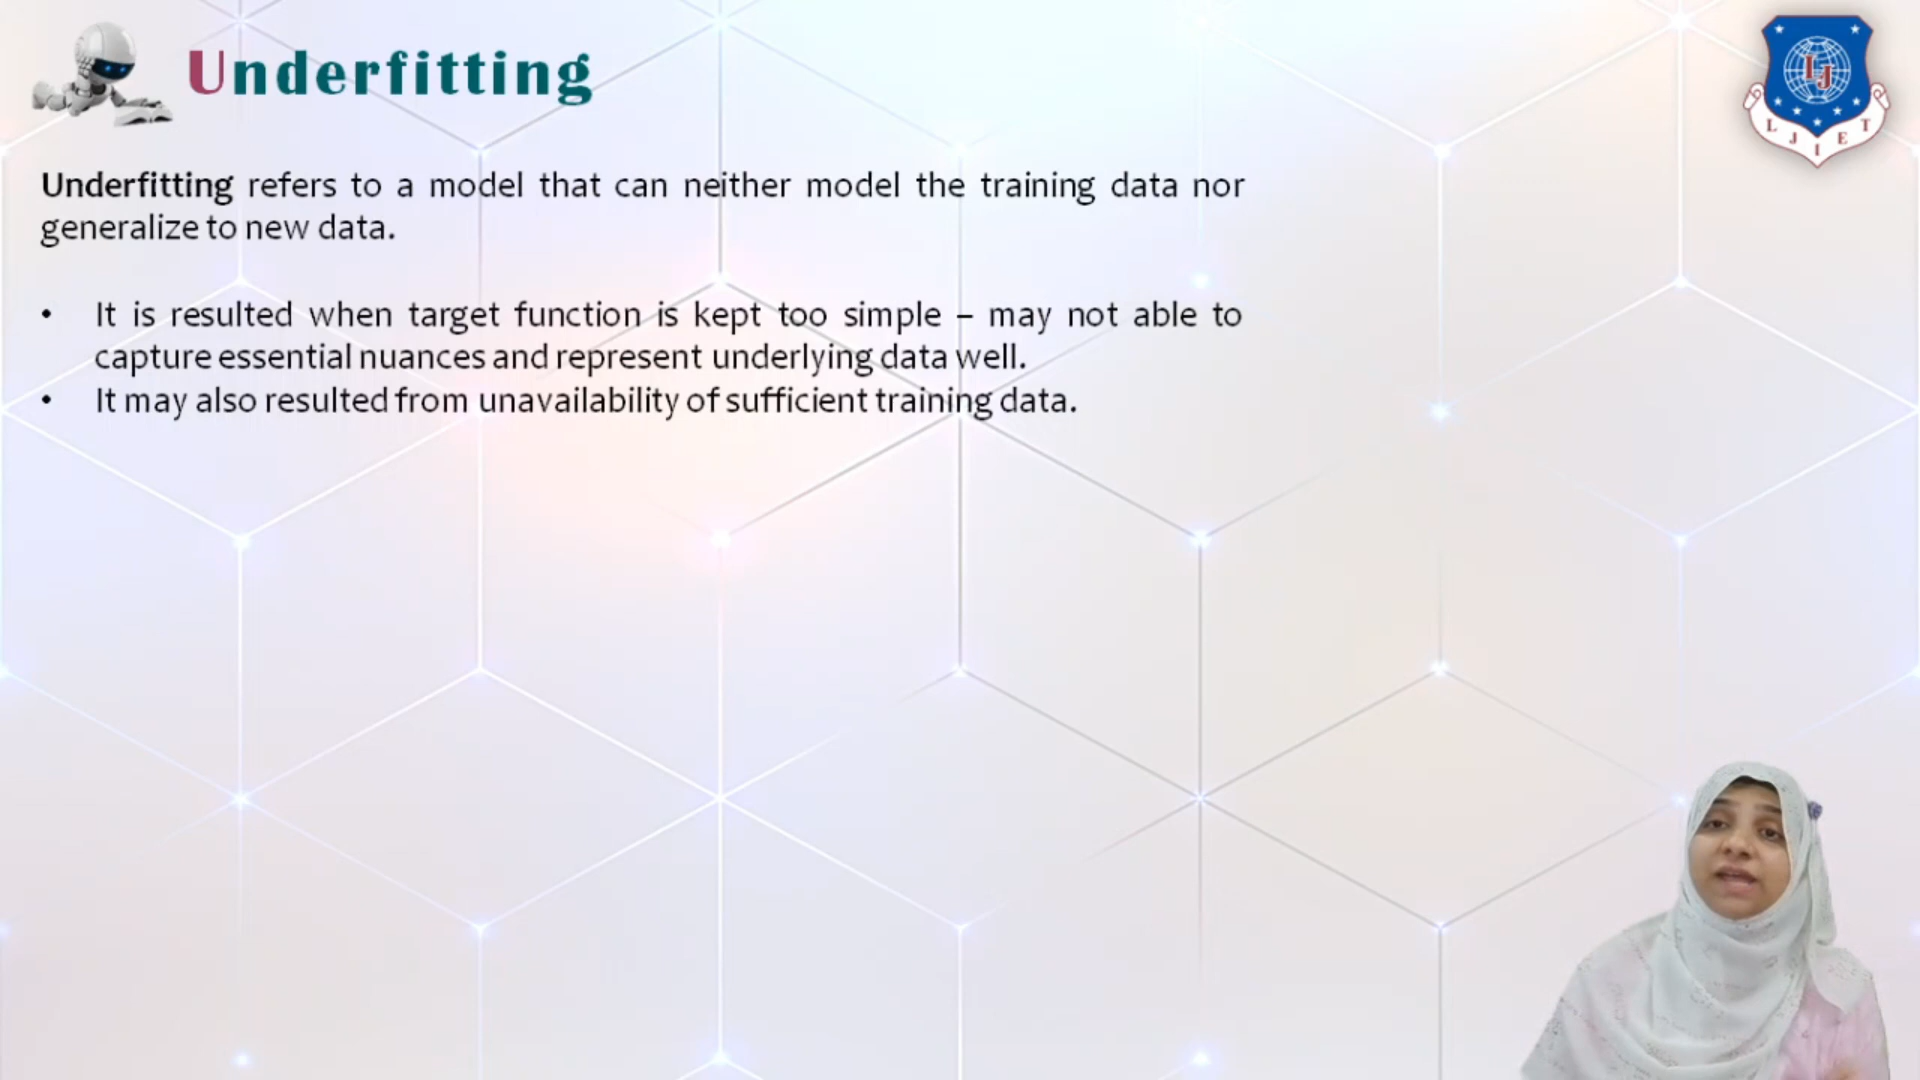 Underfitting
Underfitting refers to a model that can neither model the training data nor
generalize to new data.
• It is resulted when target function is kept too simple – may not able to
capture essential nuances and represent underlying data well.
• It may also resulted from unavailability of sufficient training data.
LJ
L J I E T